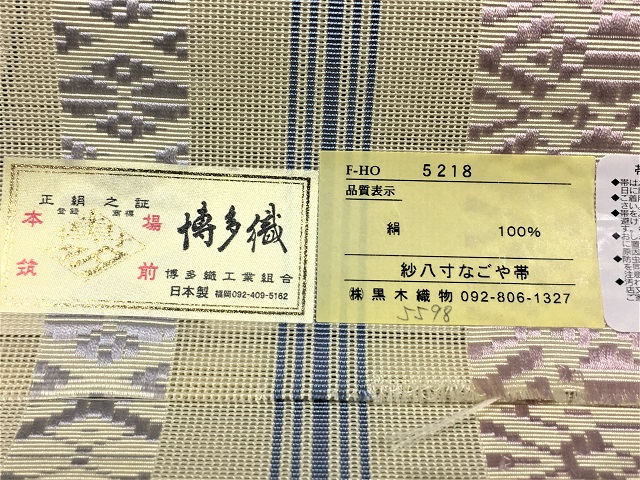 正絹之証
登録 商標
本場
筑前
博多織
博多織工業組合
日本製 福岡092-409-5162
F-HO 5218
品質表示
絹 100%
紗八寸なごや帯
㈱黒木織物 092-806-1327
2298